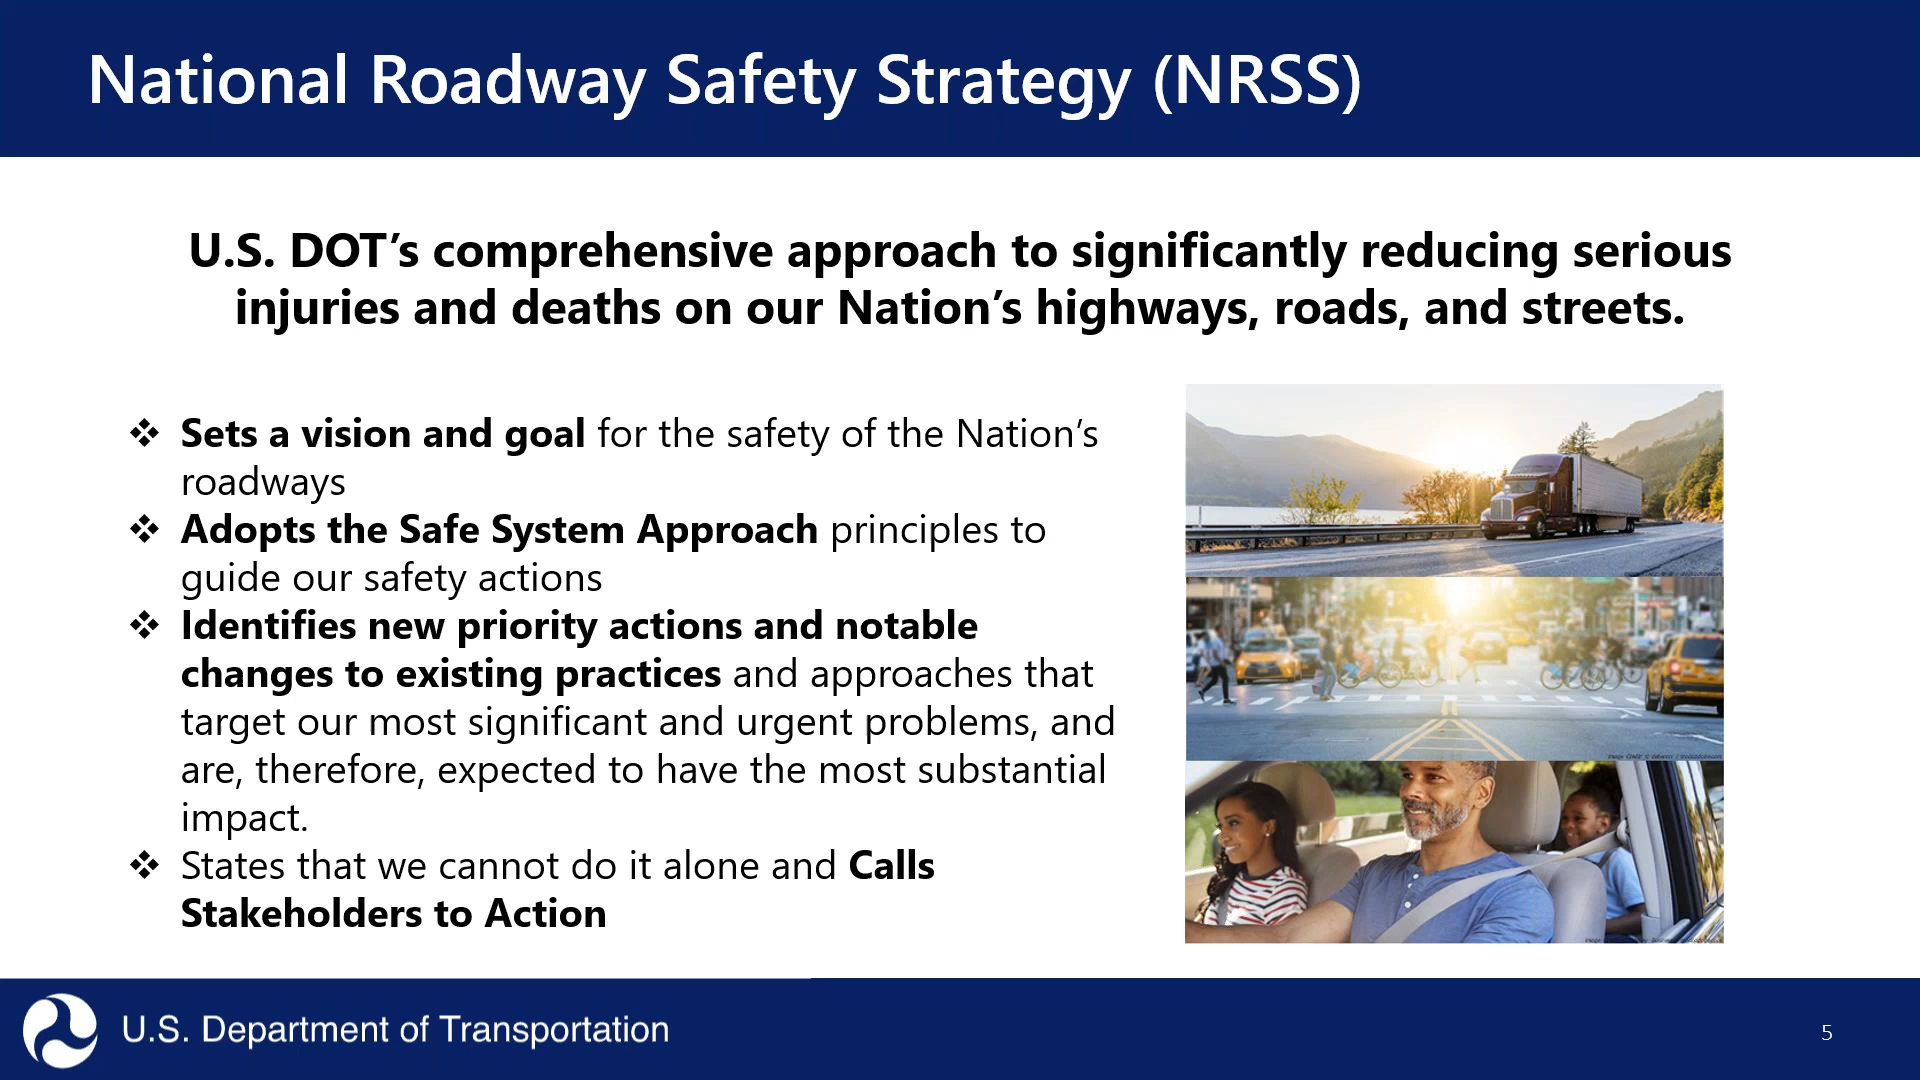 National Roadway Safety Strategy (NRSS)
U.S. DOT’s comprehensive approach to significantly reducing serious
injuries and deaths on our Nation’s highways, roads, and streets.
❖ Sets a vision and goal for the safety of the Nation’s
roadways
❖ Adopts the Safe System Approach principles to
guide our safety actions
❖ Identifies new priority actions and notable
changes to existing practices and approaches that
target our most significant and urgent problems, and
are, therefore, expected to have the most substantial
impact.
❖ States that we cannot do it alone and Calls
Stakeholders to Action
U.S. Department of Transportation
5